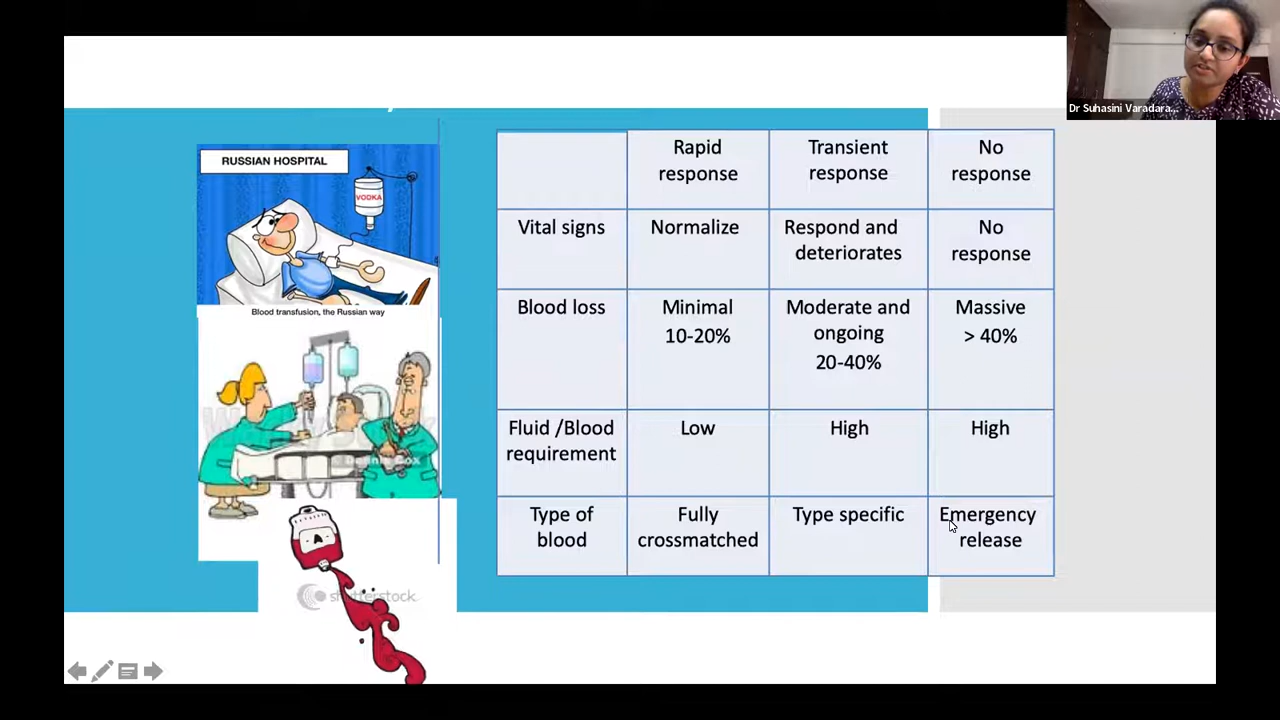 Dr Suhasini Varadara...
RUSSIAN HOSPITAL
VODKA
Blood transfusion, the Russian way
A
shutterstock
Rapid
response
Transient
response
No
response
Vital signs
Normalize
Respond and
deteriorates
No
response
Blood loss
Minimal
10-20%
Moderate and
ongoing
20-40%
Massive
> 40%
Fluid /Blood
requirement
Low
High
High
Type of
blood
Fully
crossmatched
Type specific
Emergency
release